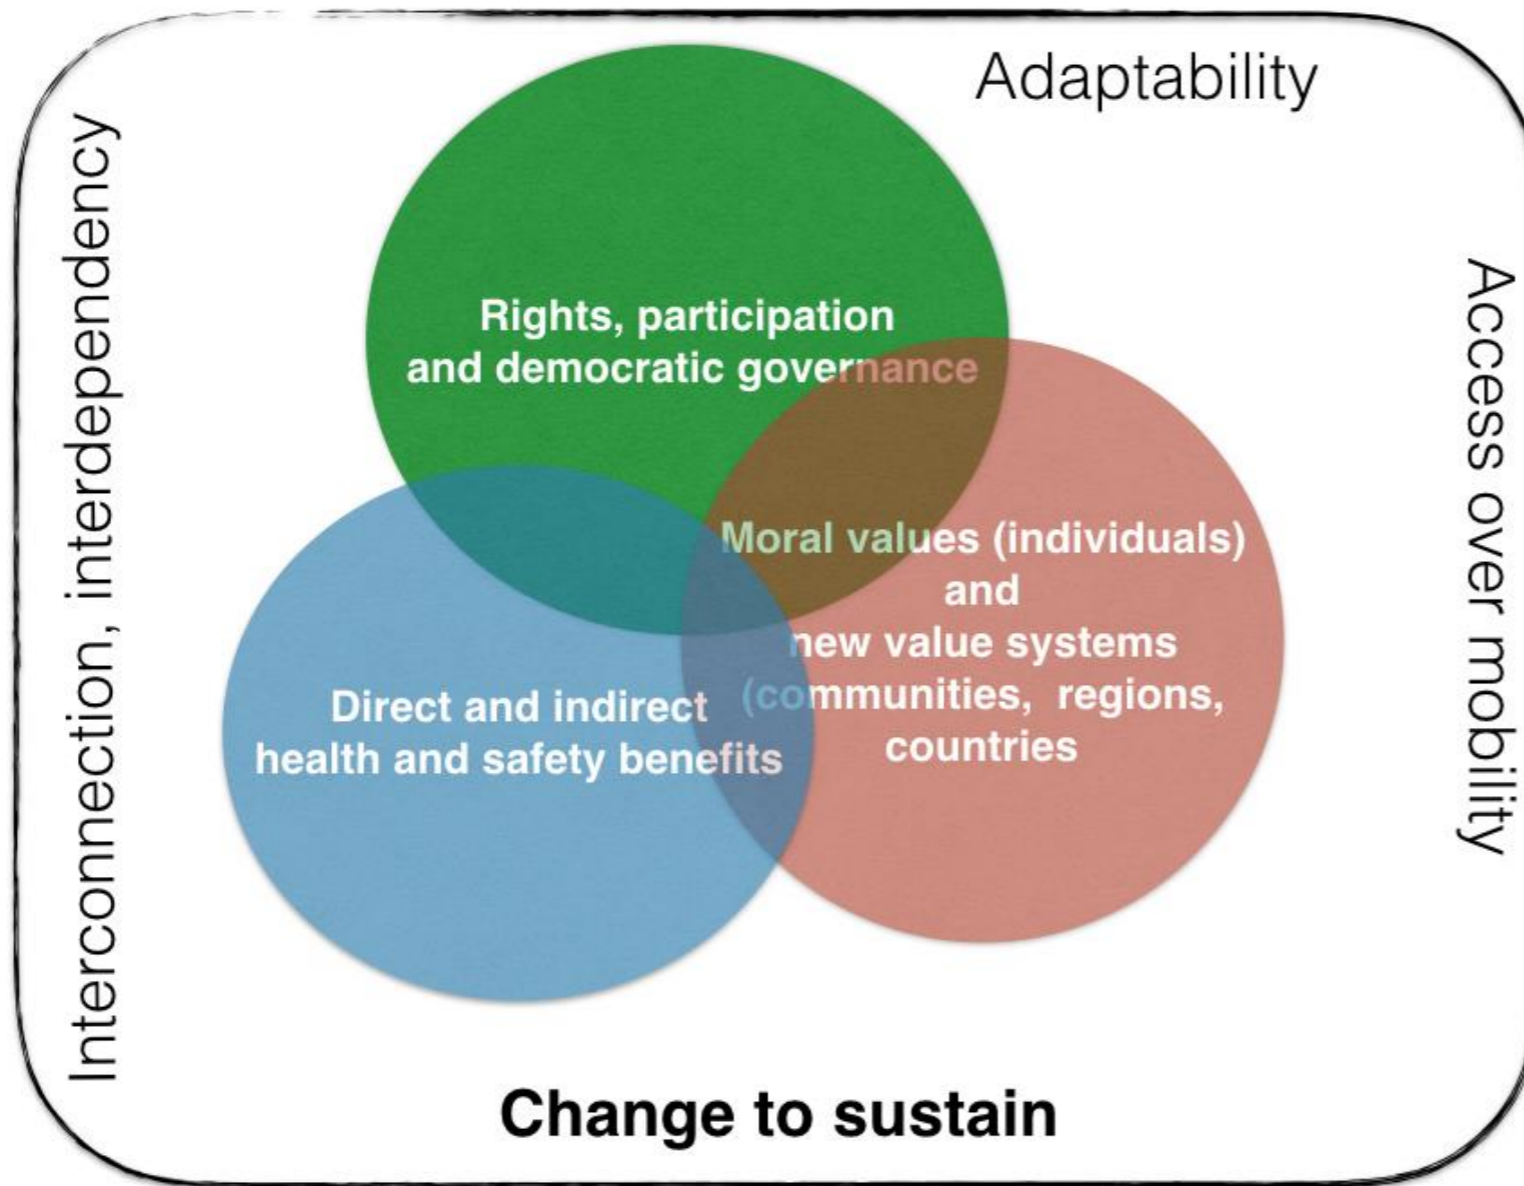 Adaptability
Interconnection, interdependency
Access over mobility
Rights, participation
and democratic governance
Moral values (individuals)
and
new value systems
(communities,  regions,
countries
Direct and indirect
health and safety benefits
Change to sustain